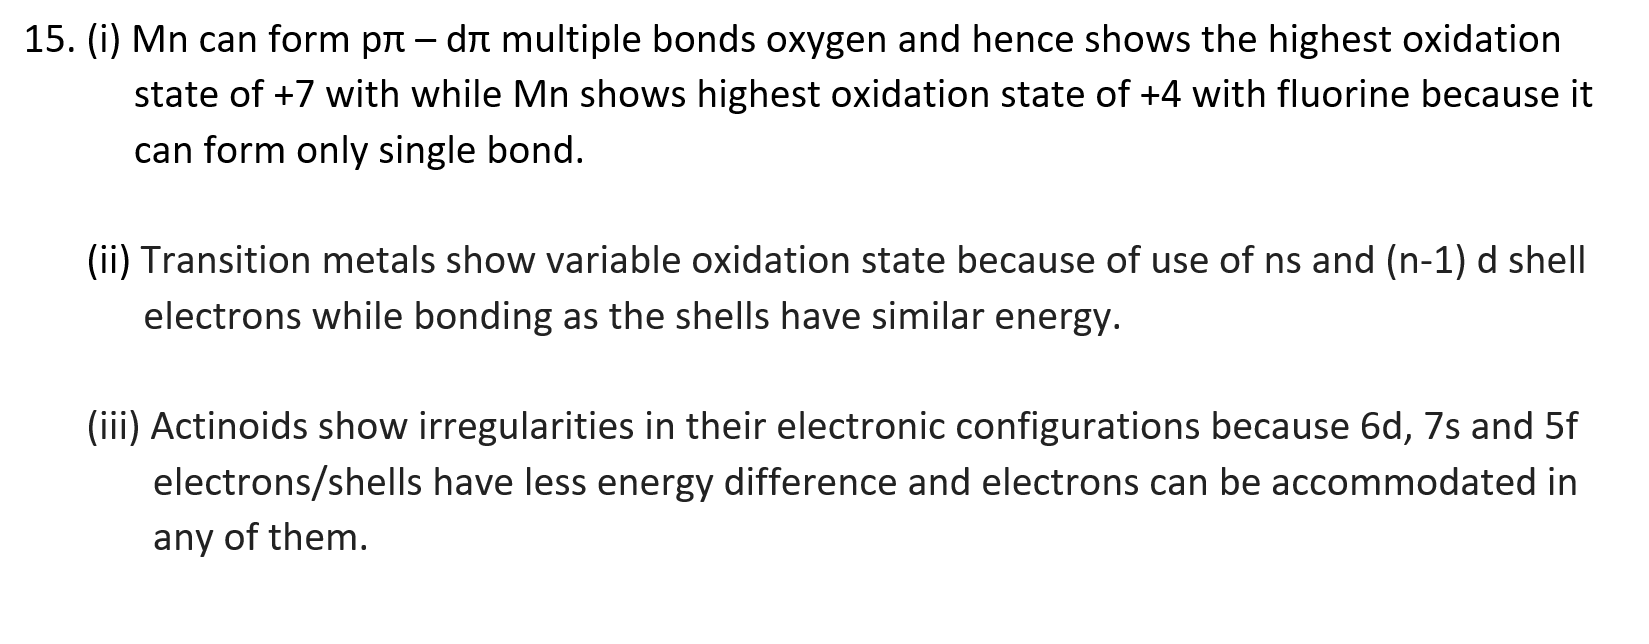 15. (i) Mn can form pπ – dπ multiple bonds oxygen and hence shows the highest oxidation
state of +7 with while Mn shows highest oxidation state of +4 with fluorine because it
can form only single bond.
(ii) Transition metals show variable oxidation state because of use of ns and (n-1) d shell
electrons while bonding as the shells have similar energy.
(iii) Actinoids show irregularities in their electronic configurations because 6d, 7s and 5f
electrons/shells have less energy difference and electrons can be accommodated in
any of them.